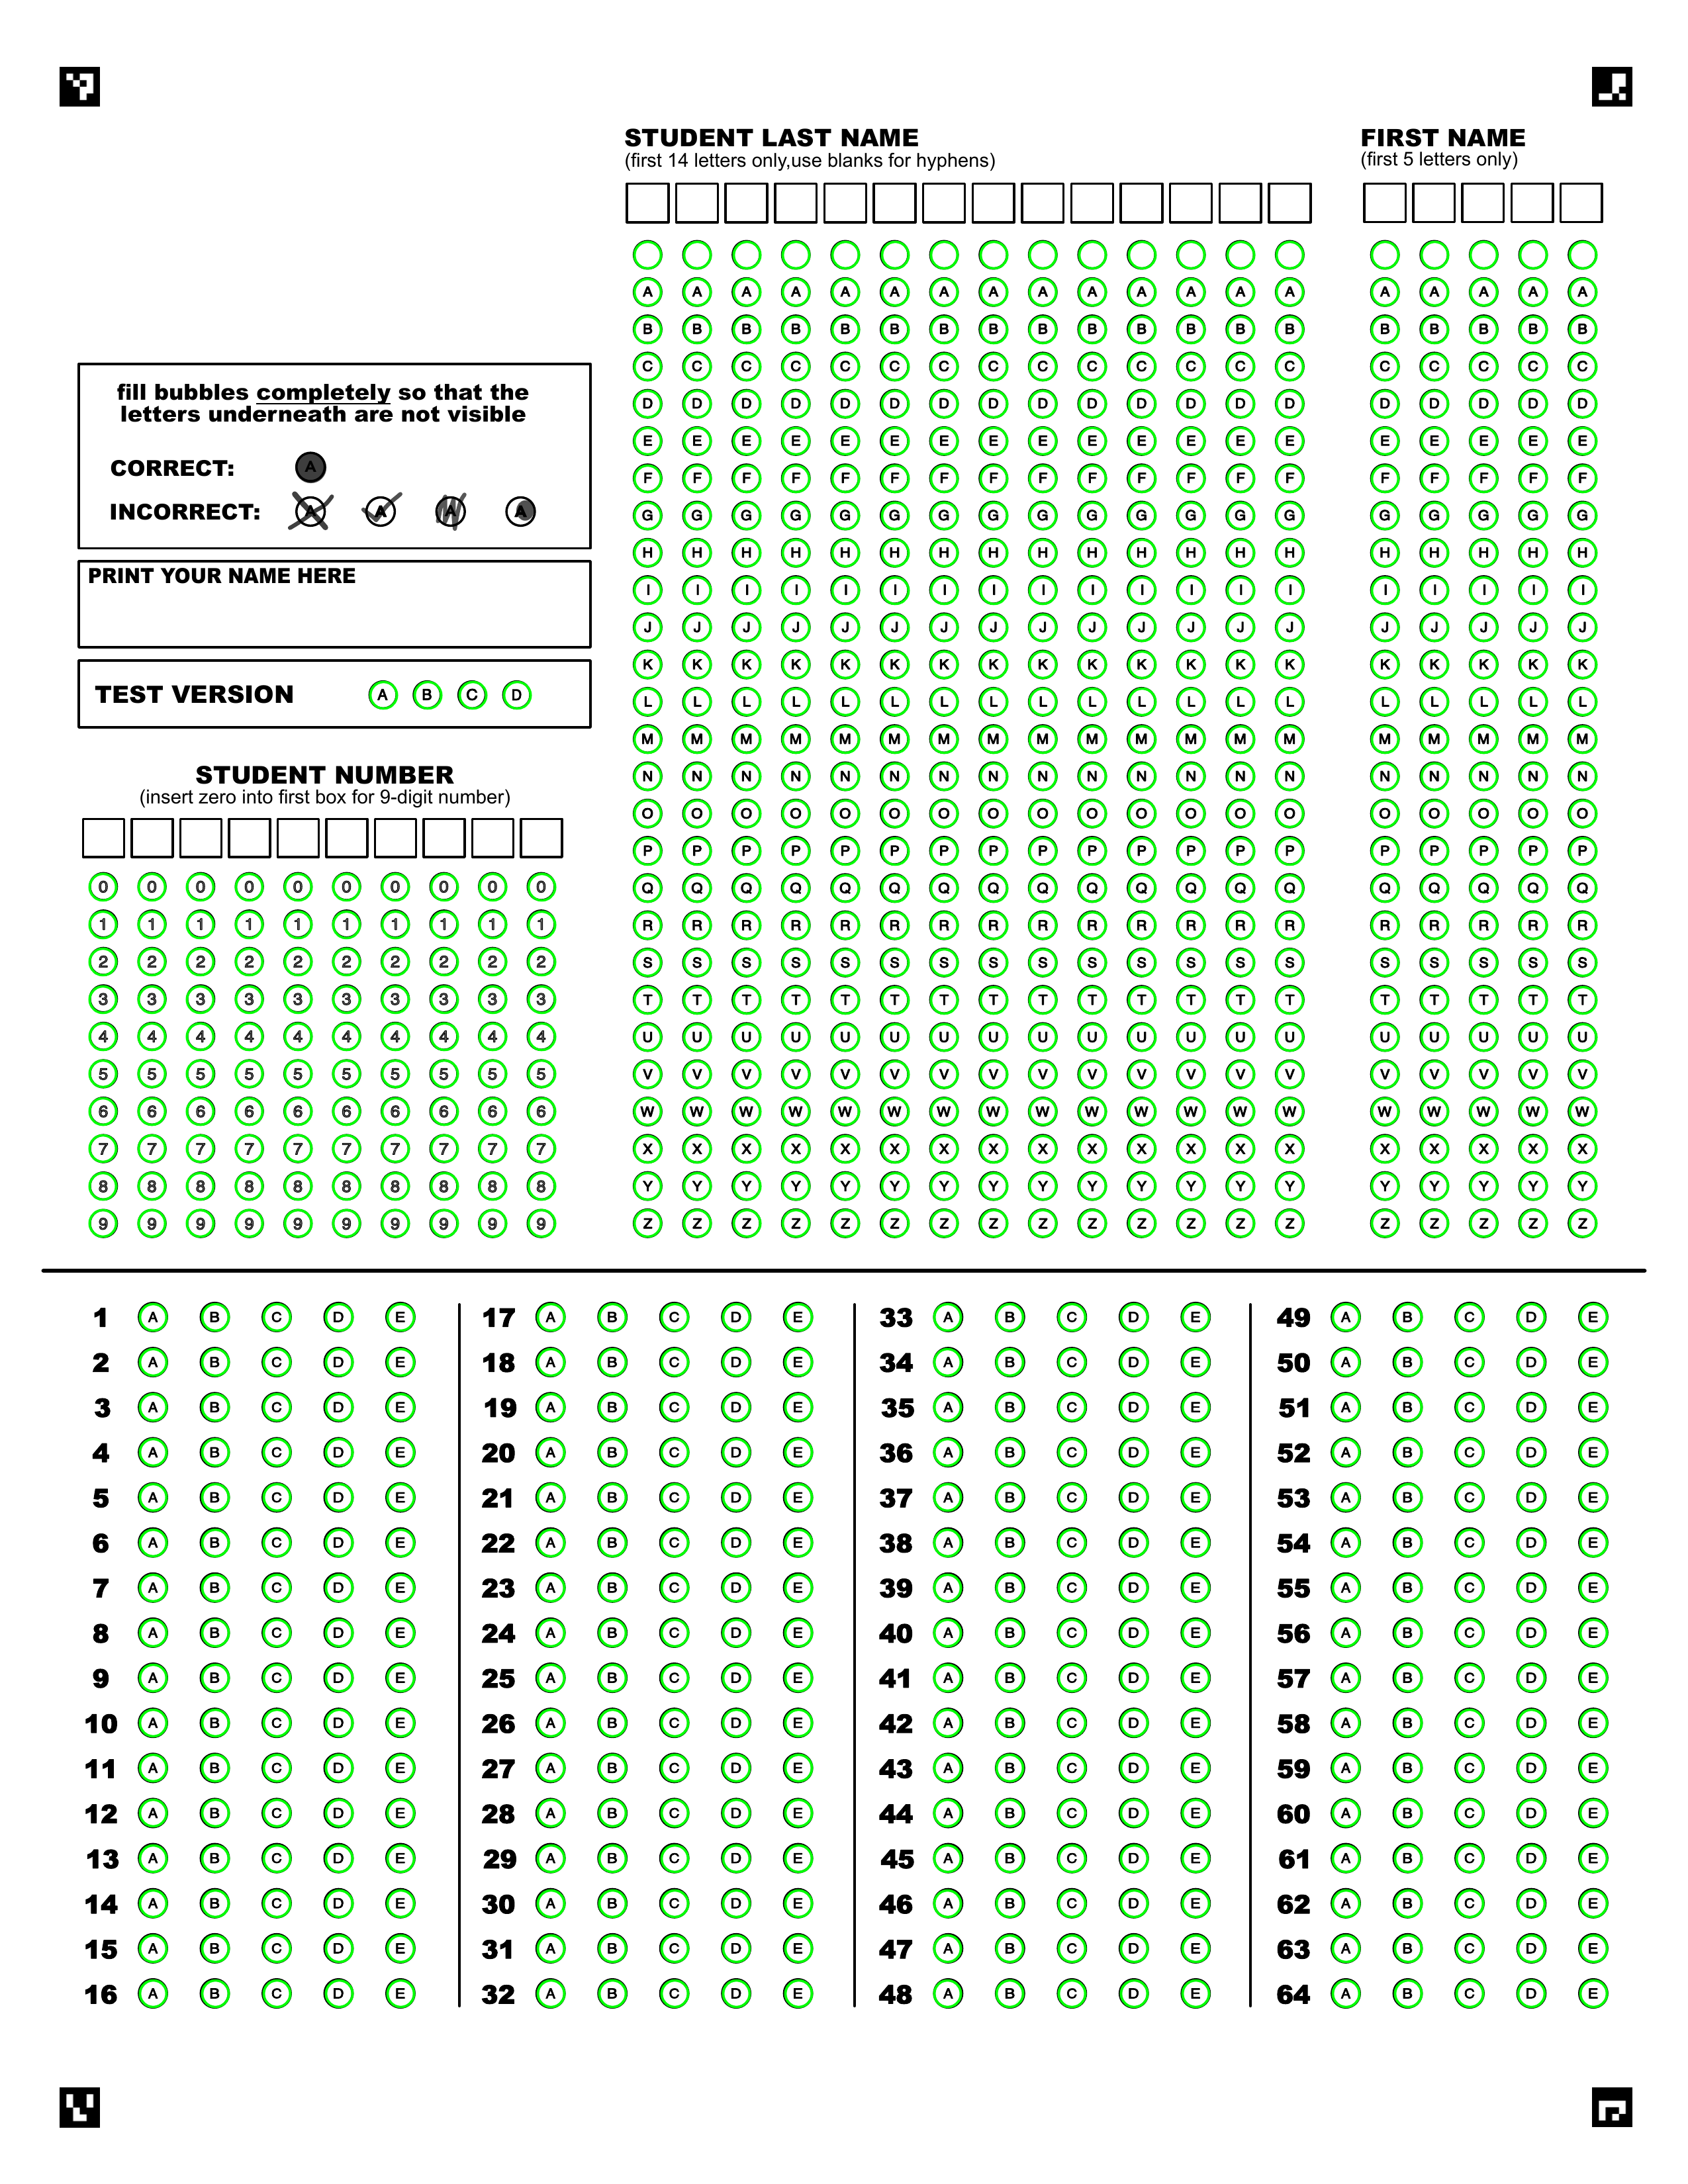 STUDENT LAST NAME
(first 14 letters only,use blanks for hyphens)
FIRST NAME
(first 5 letters only)
A A A A A A A A A A A A A A A A A A A
B B B B B B B B B B B B B B B B B B B
C C C C C C C C C C C C C C C C C C C
D D D D D D D D D D D D D D D D D D D
E E E E E E E E E E E E E E E E E E E
F F F F F F F F F F F F F F F F F F F
G G G G G G G G G G G G G G G G G G G
H H H H H H H H H H H H H H H H H H H
I I I I I I I I I I I I I I I I I I I
J J J J J J J J J J J J J J J J J J J
K K K K K K K K K K K K K K K K K K K
L L L L L L L L L L L L L L L L L L L
M M M M M M M M M M M M M M M M M M M
N N N N N N N N N N N N N N N N N N N
O O O O O O O O O O O O O O O O O O O
P P P P P P P P P P P P P P P P P P P
Q Q Q Q Q Q Q Q Q Q Q Q Q Q Q Q Q Q Q
R R R R R R R R R R R R R R R R R R R
S S S S S S S S S S S S S S S S S S S
T T T T T T T T T T T T T T T T T T T
U U U U U U U U U U U U U U U U U U U
V V V V V V V V V V V V V V V V V V V
W W W W W W W W W W W W W W W W W W W
X X X X X X X X X X X X X X X X X X X
Y Y Y Y Y Y Y Y Y Y Y Y Y Y Y Y Y Y Y
Z Z Z Z Z Z Z Z Z Z Z Z Z Z Z Z Z Z Z
fill bubbles completely so that the
letters underneath are not visible
CORRECT: A
INCORRECT: A A A A
PRINT YOUR NAME HERE
TEST VERSION A B C D
STUDENT NUMBER
(insert zero into first box for 9-digit number)
0 0 0 0 0 0 0 0 0 0
1 1 1 1 1 1 1 1 1 1
2 2 2 2 2 2 2 2 2 2
3 3 3 3 3 3 3 3 3 3
4 4 4 4 4 4 4 4 4 4
5 5 5 5 5 5 5 5 5 5
6 6 6 6 6 6 6 6 6 6
7 7 7 7 7 7 7 7 7 7
8 8 8 8 8 8 8 8 8 8
9 9 9 9 9 9 9 9 9 9
1 A B C D E
2 A B C D E
3 A B C D E
4 A B C D E
5 A B C D E
6 A B C D E
7 A B C D E
8 A B C D E
9 A B C D E
10 A B C D E
11 A B C D E
12 A B C D E
13 A B C D E
14 A B C D E
15 A B C D E
16 A B C D E
17 A B C D E
18 A B C D E
19 A B C D E
20 A B C D E
21 A B C D E
22 A B C D E
23 A B C D E
24 A B C D E
25 A B C D E
26 A B C D E
27 A B C D E
28 A B C D E
29 A B C D E
30 A B C D E
31 A B C D E
32 A B C D E
33 A B C D E
34 A B C D E
35 A B C D E
36 A B C D E
37 A B C D E
38 A B C D E
39 A B C D E
40 A B C D E
41 A B C D E
42 A B C D E
43 A B C D E
44 A B C D E
45 A B C D E
46 A B C D E
47 A B C D E
48 A B C D E
49 A B C D E
50 A B C D E
51 A B C D E
52 A B C D E
53 A B C D E
54 A B C D E
55 A B C D E
56 A B C D E
57 A B C D E
58 A B C D E
59 A B C D E
60 A B C D E
61 A B C D E
62 A B C D E
63 A B C D E
64 A B C D E